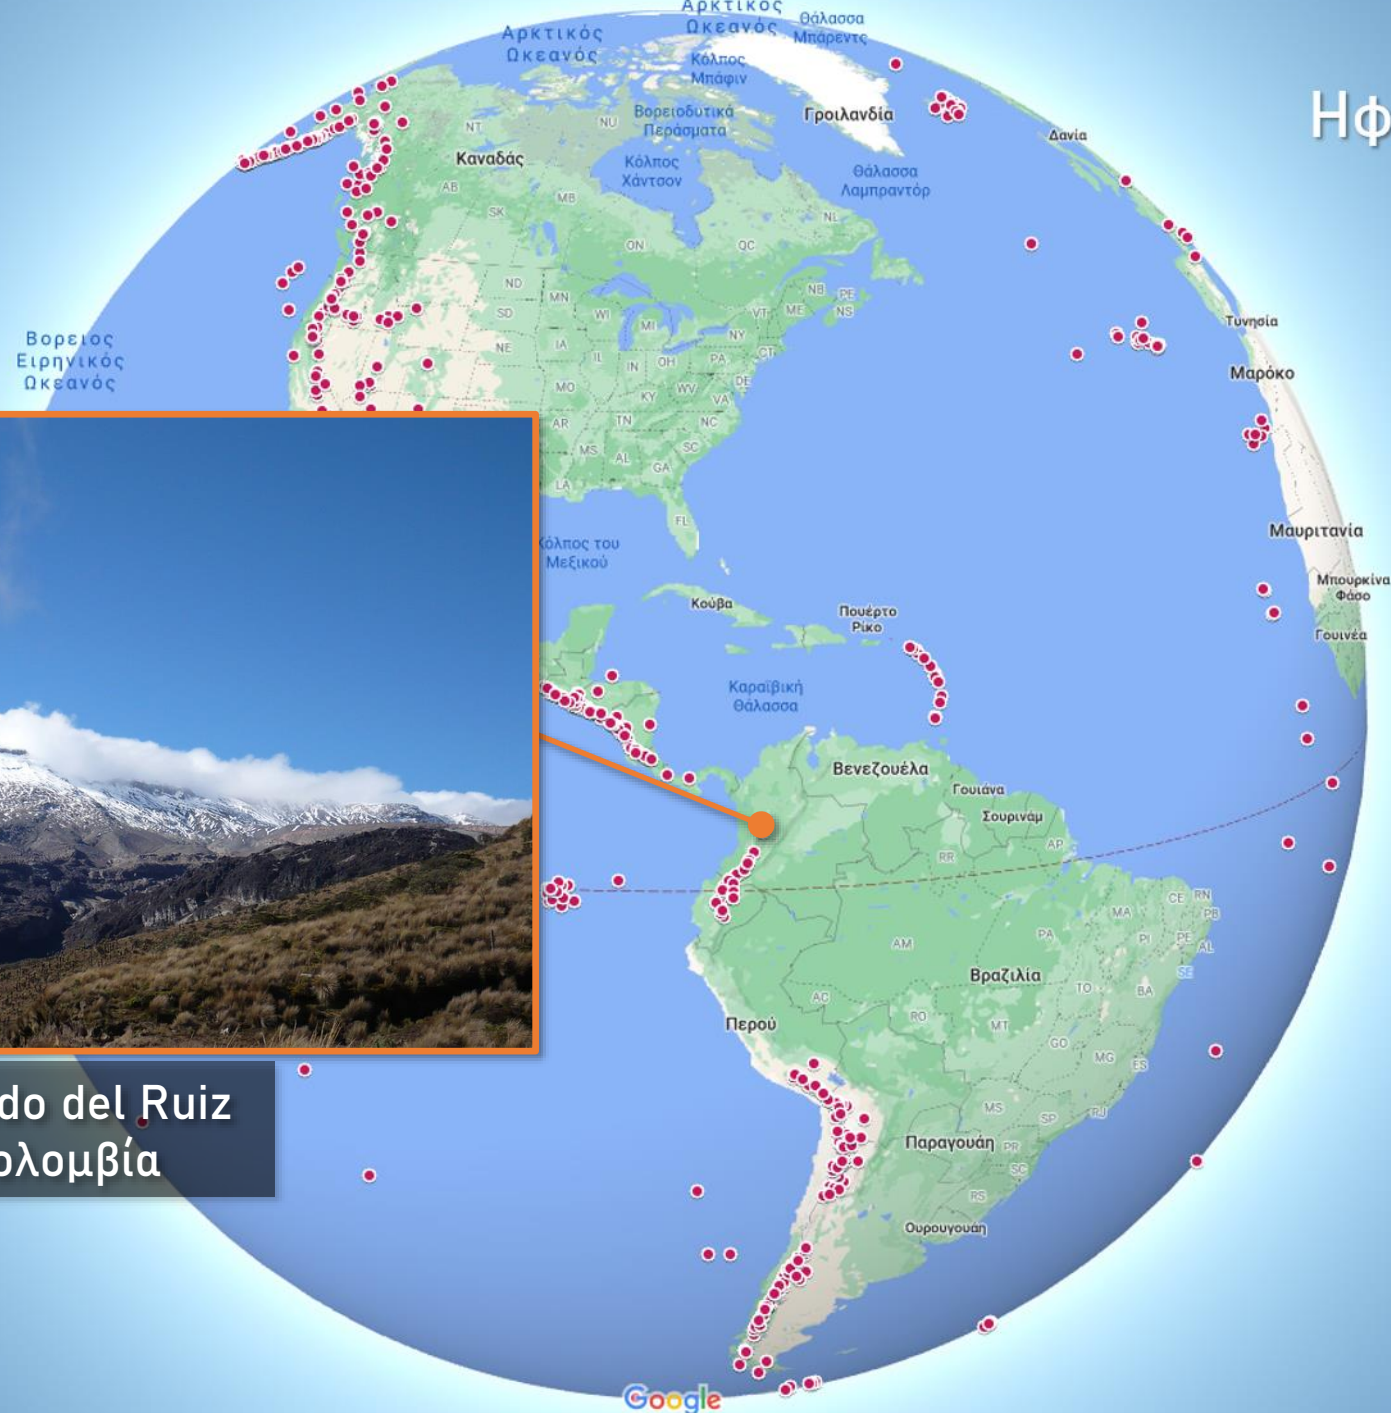 Αρκτικός
Ωκεανός
Αρκτικός
Ωκεανός
Θάλασσα
Μπάρεντς
Κόλπος
Μπάφιν
Ηφ
Γροιλανδία
Βορειοδυτικά
Περάσματα
NT
NU
Δανία
Καναδάς
Κόλπος
Χάντσον
Θάλασσα
Λαμπραντόρ
AB
MB
SK
NL
ON
QC
ND
MN
NB
PE
NS
SD
WI
MI
VT
ME
Τυνησία
Βορειος
Ειρηνικός
Ωκεανός
NE
IA
IL
IN
OH
PA
NY
CT
Μαρόκο
MO
KY
WV
VA
DE
AR
TN
NC
MS
AL
GA
SC
LA
FL
Μαυριτανία
Κόλπος του
Μεξικού
Μπουρκίνα
Φάσο
Κούβα
Πουέρτο
Ρίκο
Γουινέα
Καραϊβική
Θάλασσα
Βενεζουέλα
Γουιάνα
Σουρινάμ
AP
RR
CE
RN
MA
PB
AM
PA
PI
PE
AL
Βραζιλία
SE
TO
BA
AC
RO
Περού
MT
GO
MG
ES
do del Ruiz
ολομβία
MS
SP
RJ
Παραγουάη
PR
SC
RS
Ουρουγουάη
Google